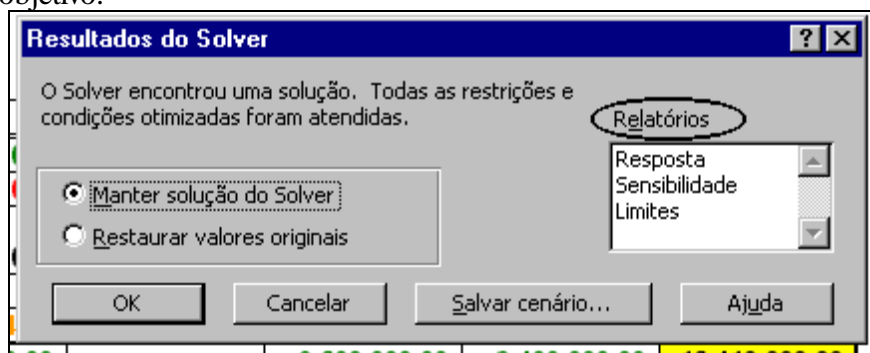 objetivo.
Resultados do Solver
O Solver encontrou uma solução. Todas as restrições e
condições otimizadas foram atendidas.
Relatórios
Resposta
Sensibilidade
Limites
Manter solução do Solver
Restaurar valores originais
OK Cancelar Salvar cenário... Ajuda